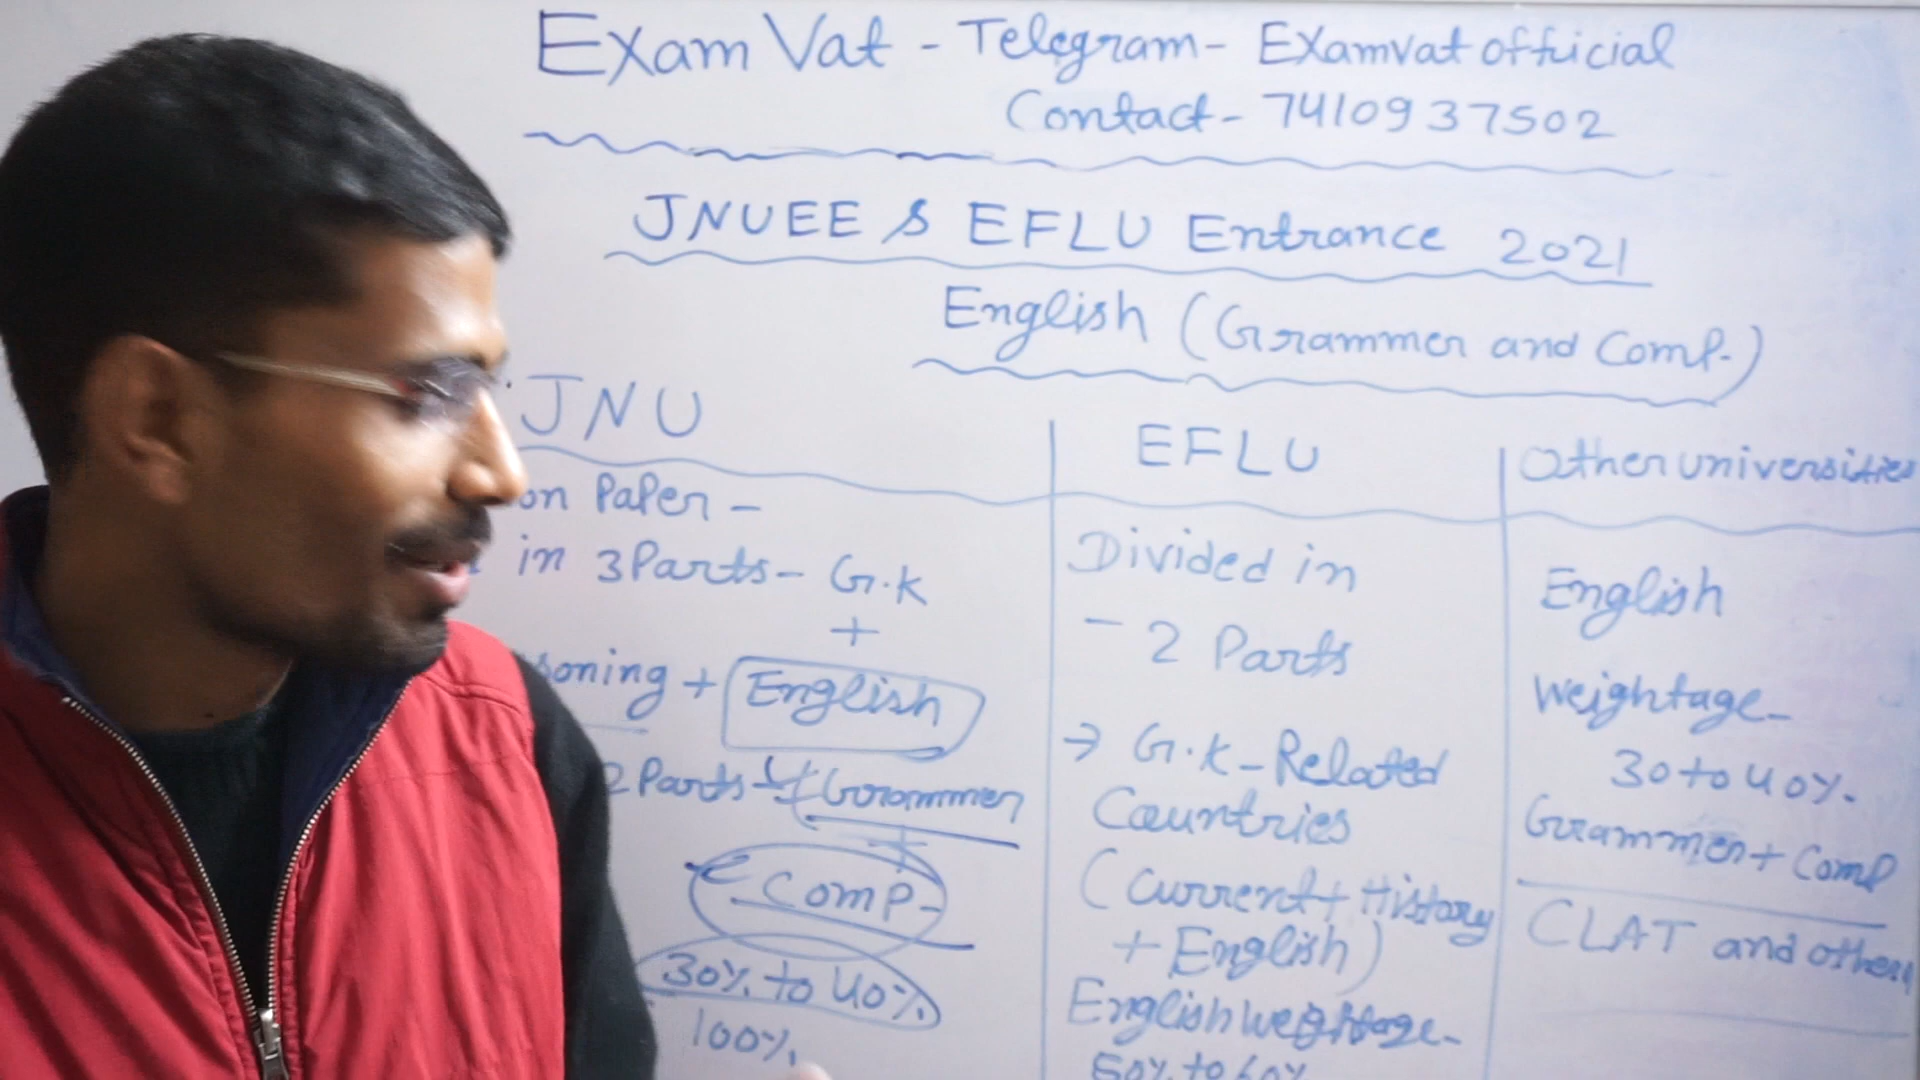 Exam Vat - Telegram - Examvat official
Contact - 7410937502
JNUEE & EFLU Entrance 2021
English (Grammer and Comp.)
JNU
on Paper -
in 3 Parts - G.K
+
soning + English
2 Parts - Grammer
+
Comp -
30% to 40%
100%
EFLU
Divided in
- 2 Parts
→ G.K - Related
Countries
(Current + History
+ English)
English Weightage -
50% to 60%
Other universities
English
Weightage -
30 to 40%.
Grammer + Comp
CLAT and others